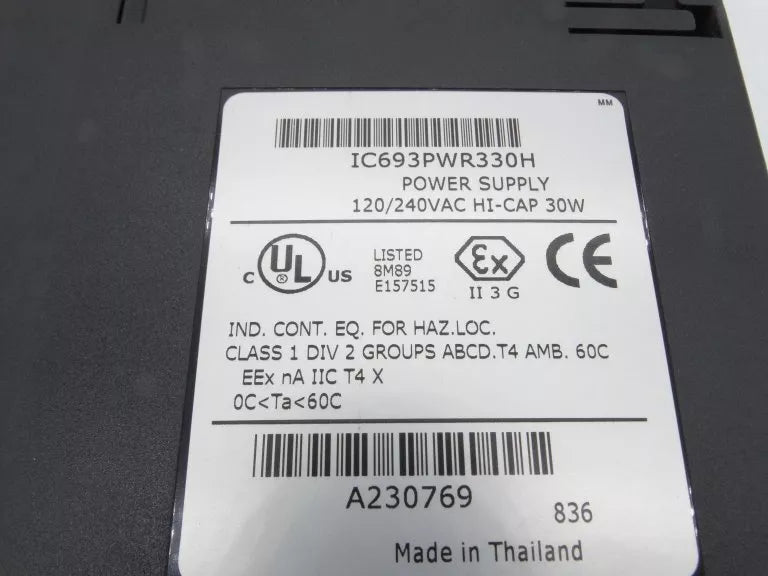 MM
IC693PWR330H
POWER SUPPLY
120/240VAC HI-CAP 30W
C UL ® US
LISTED
8M89
E157515
Ex
II 3 G
CE
IND. CONT. EQ. FOR HAZ.LOC.
CLASS 1 DIV 2 GROUPS ABCD.T4 AMB. 60C
EEx nA IIC T4 X
0C<Ta<60C
A230769
836
Made in Thailand